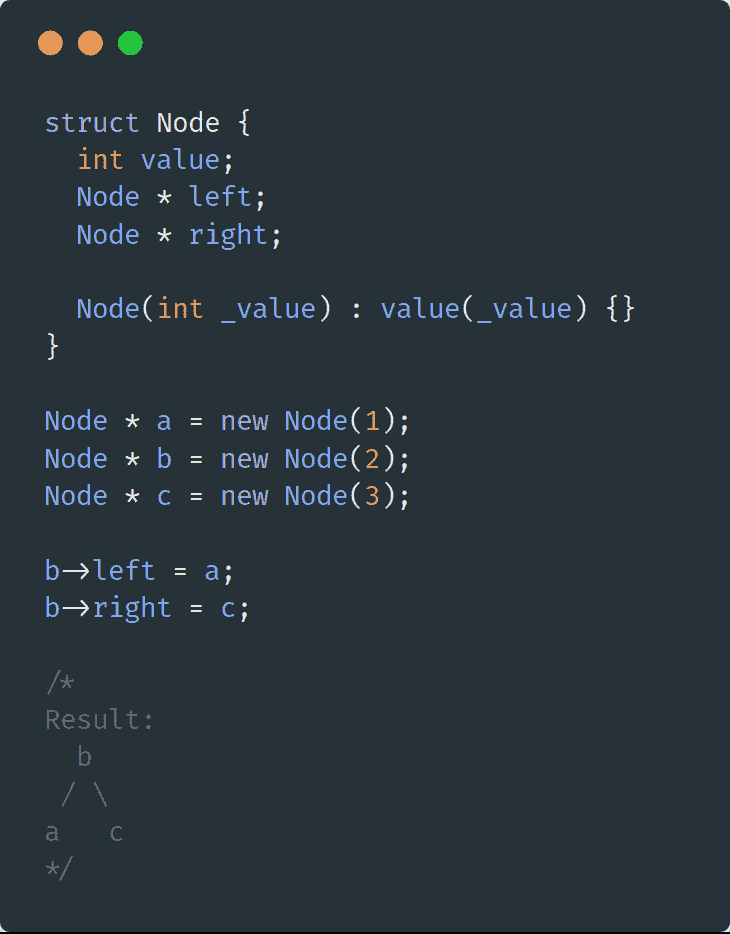 struct Node {
  int value;
  Node * left;
  Node * right;

  Node(int _value) : value(_value) {}
}

Node * a = new Node(1);
Node * b = new Node(2);
Node * c = new Node(3);

b->left = a;
b->right = c;

/*
Result:
  b
 / \
a   c
*/